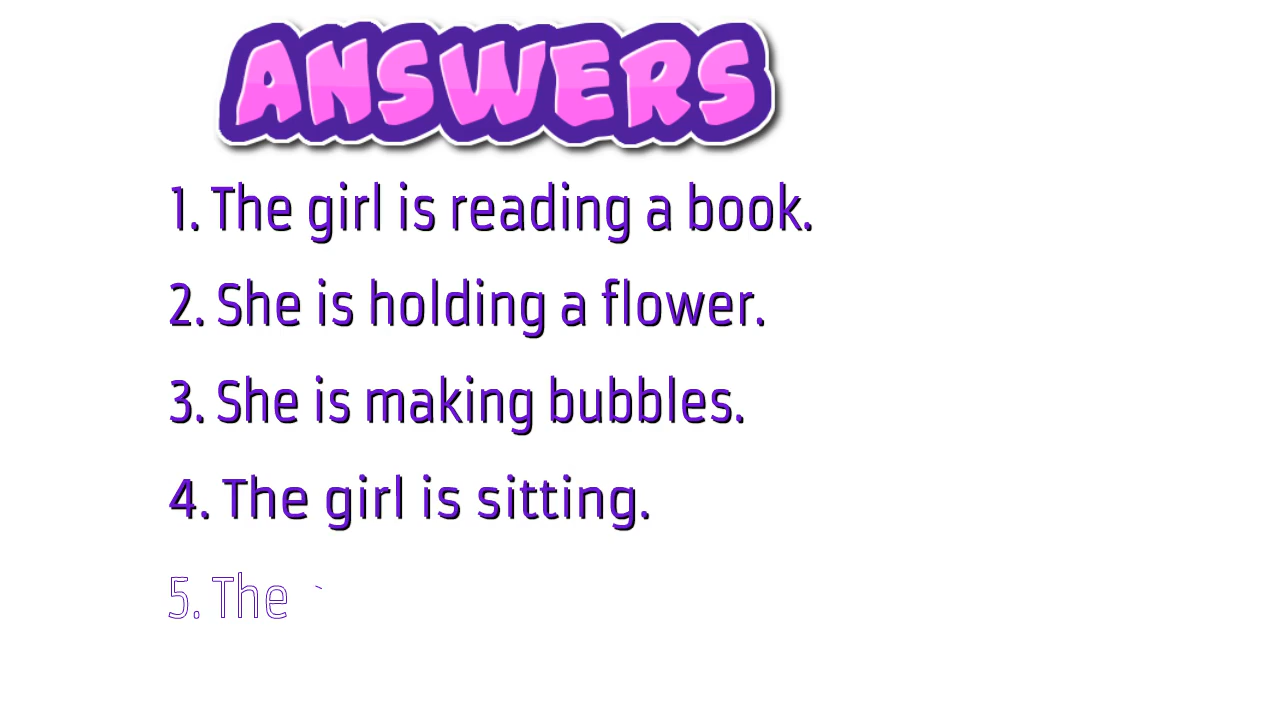 ANSWERS
1. The girl is reading a book.
2. She is holding a flower.
3. She is making bubbles.
4. The girl is sitting.
5. The